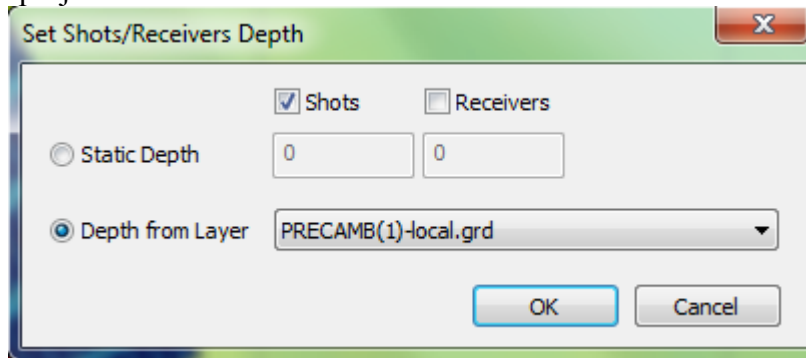 Set Shots/Receivers Depth
Shots Receivers
Static Depth 0 0
Depth from Layer PRECAMB(1)-local.grd
OK Cancel